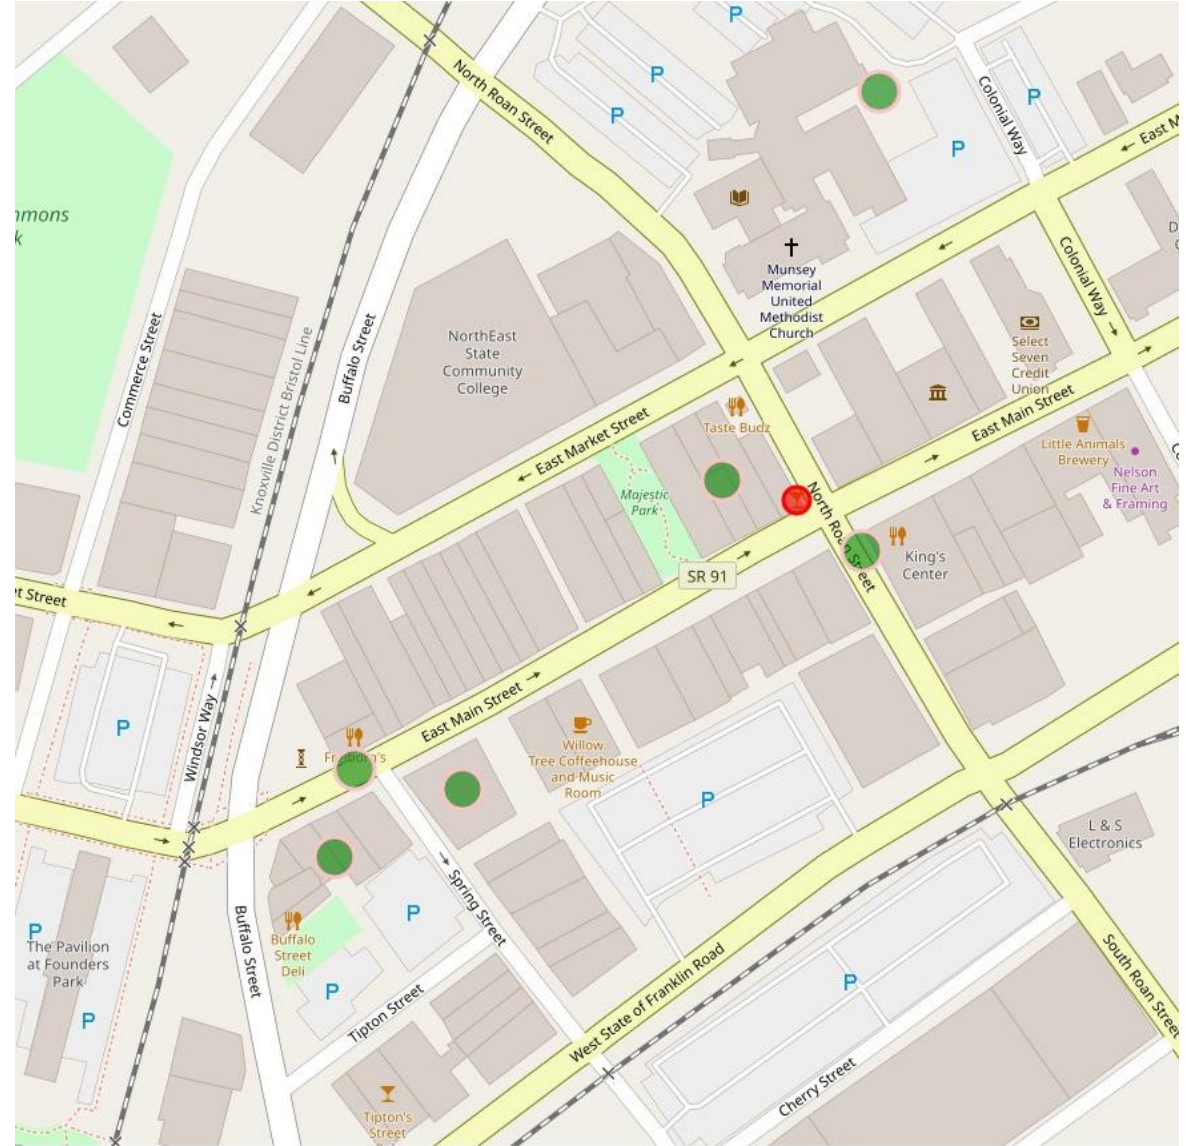 P
North Roan Street
P
P
P
P
Colonial Way
East M
mmons
k
Munsey
Memorial
United
Methodist
Church
Colonial Way
D
C
Commerce Street
Knoxville District Bristol Line
Buffalo Street
NorthEast
State
Community
College
Select
Seven
Credit
Union
East Market Street
Taste Budz
East Main Street
Little Animals
Brewery
Nelson
Fine Art
& Framing
Majestic
Park
North Roan Street
King's
Center
SR 91
et Street
P
Windsor Way
East Main Street
Willow
Tree Coffeehouse
and Music
Room
P
L & S
Electronics
Spring Street
P
P
The Pavilion
at Founders
Park
P
Buffalo Street
Buffalo
Street
Deli
P
Tipton Street
West State of Franklin Road
P
South Roan Street
Cherry Street
Tipton's
Street